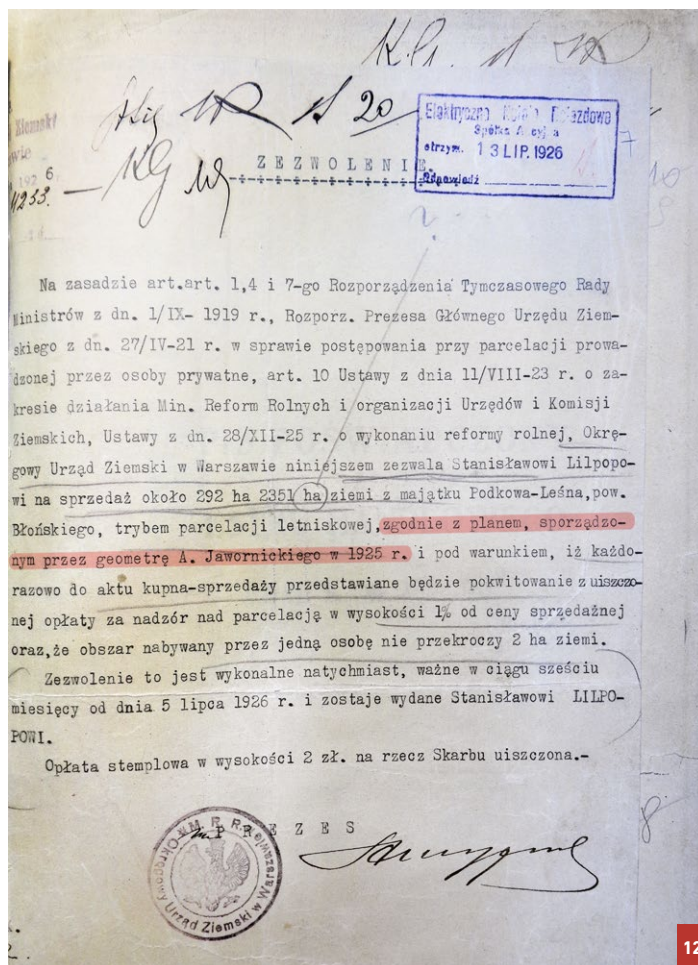 20
Elektryczna Kolej Dojazdowa
Spółka Akcyjna
otrzym. 13 LIP. 1926
Odpowiedź
7
ZEZWOLENIE.
Na zasadzie art.art. 1,4 i 7-go Rozporządzenia Tymczasowego Rady
Ministrów z dn. 1/IX- 1919 r., Rozporz. Prezesa Głównego Urzędu Ziem-
skiego z dn. 27/IV-21 r. w sprawie postępowania przy parcelacji prowa-
dzonej przez osoby prywatne, art. 10 Ustawy z dnia 11/VIII-23 r. o za-
kresie działania Min. Reform Rolnych i organizacji Urzędów i Komisji
Ziemskich, Ustawy z dn. 28/XII-25 r. o wykonaniu reformy rolnej, Okrę-
gowy Urząd Ziemski w Warszawie niniejszem zezwala Stanisławowi Lilpopo-
wi na sprzedaż około 292 ha 2351 ha ziemi z majątku Podkowa-Leśna, pow.
Błońskiego, trybem parcelacji letniskowej, zgodnie z planem, sporządzo-
nym przez geometrę A. Jawornickiego w 1925 r. i pod warunkiem, iż każdo-
razowo do aktu kupna-sprzedaży przedstawiane będzie pokwitowanie z uiszczo-
nej opłaty za nadzór nad parcelacją w wysokości 1% od ceny sprzedażnej
oraz,że obszar nabywany przez jedną osobę nie przekroczy 2 ha ziemi.
Zezwolenie to jest wykonalne natychmiast, ważne w ciągu sześciu
miesięcy od dnia 5 lipca 1926 r. i zostaje wydane Stanisławowi LILPO-
POWI.
Opłata stemplowa w wysokości 2 zł. na rzecz Skarbu uiszczona.-
PREZES
M. R. R. Okręgowy Urząd Ziemski w Warszawie
8
12